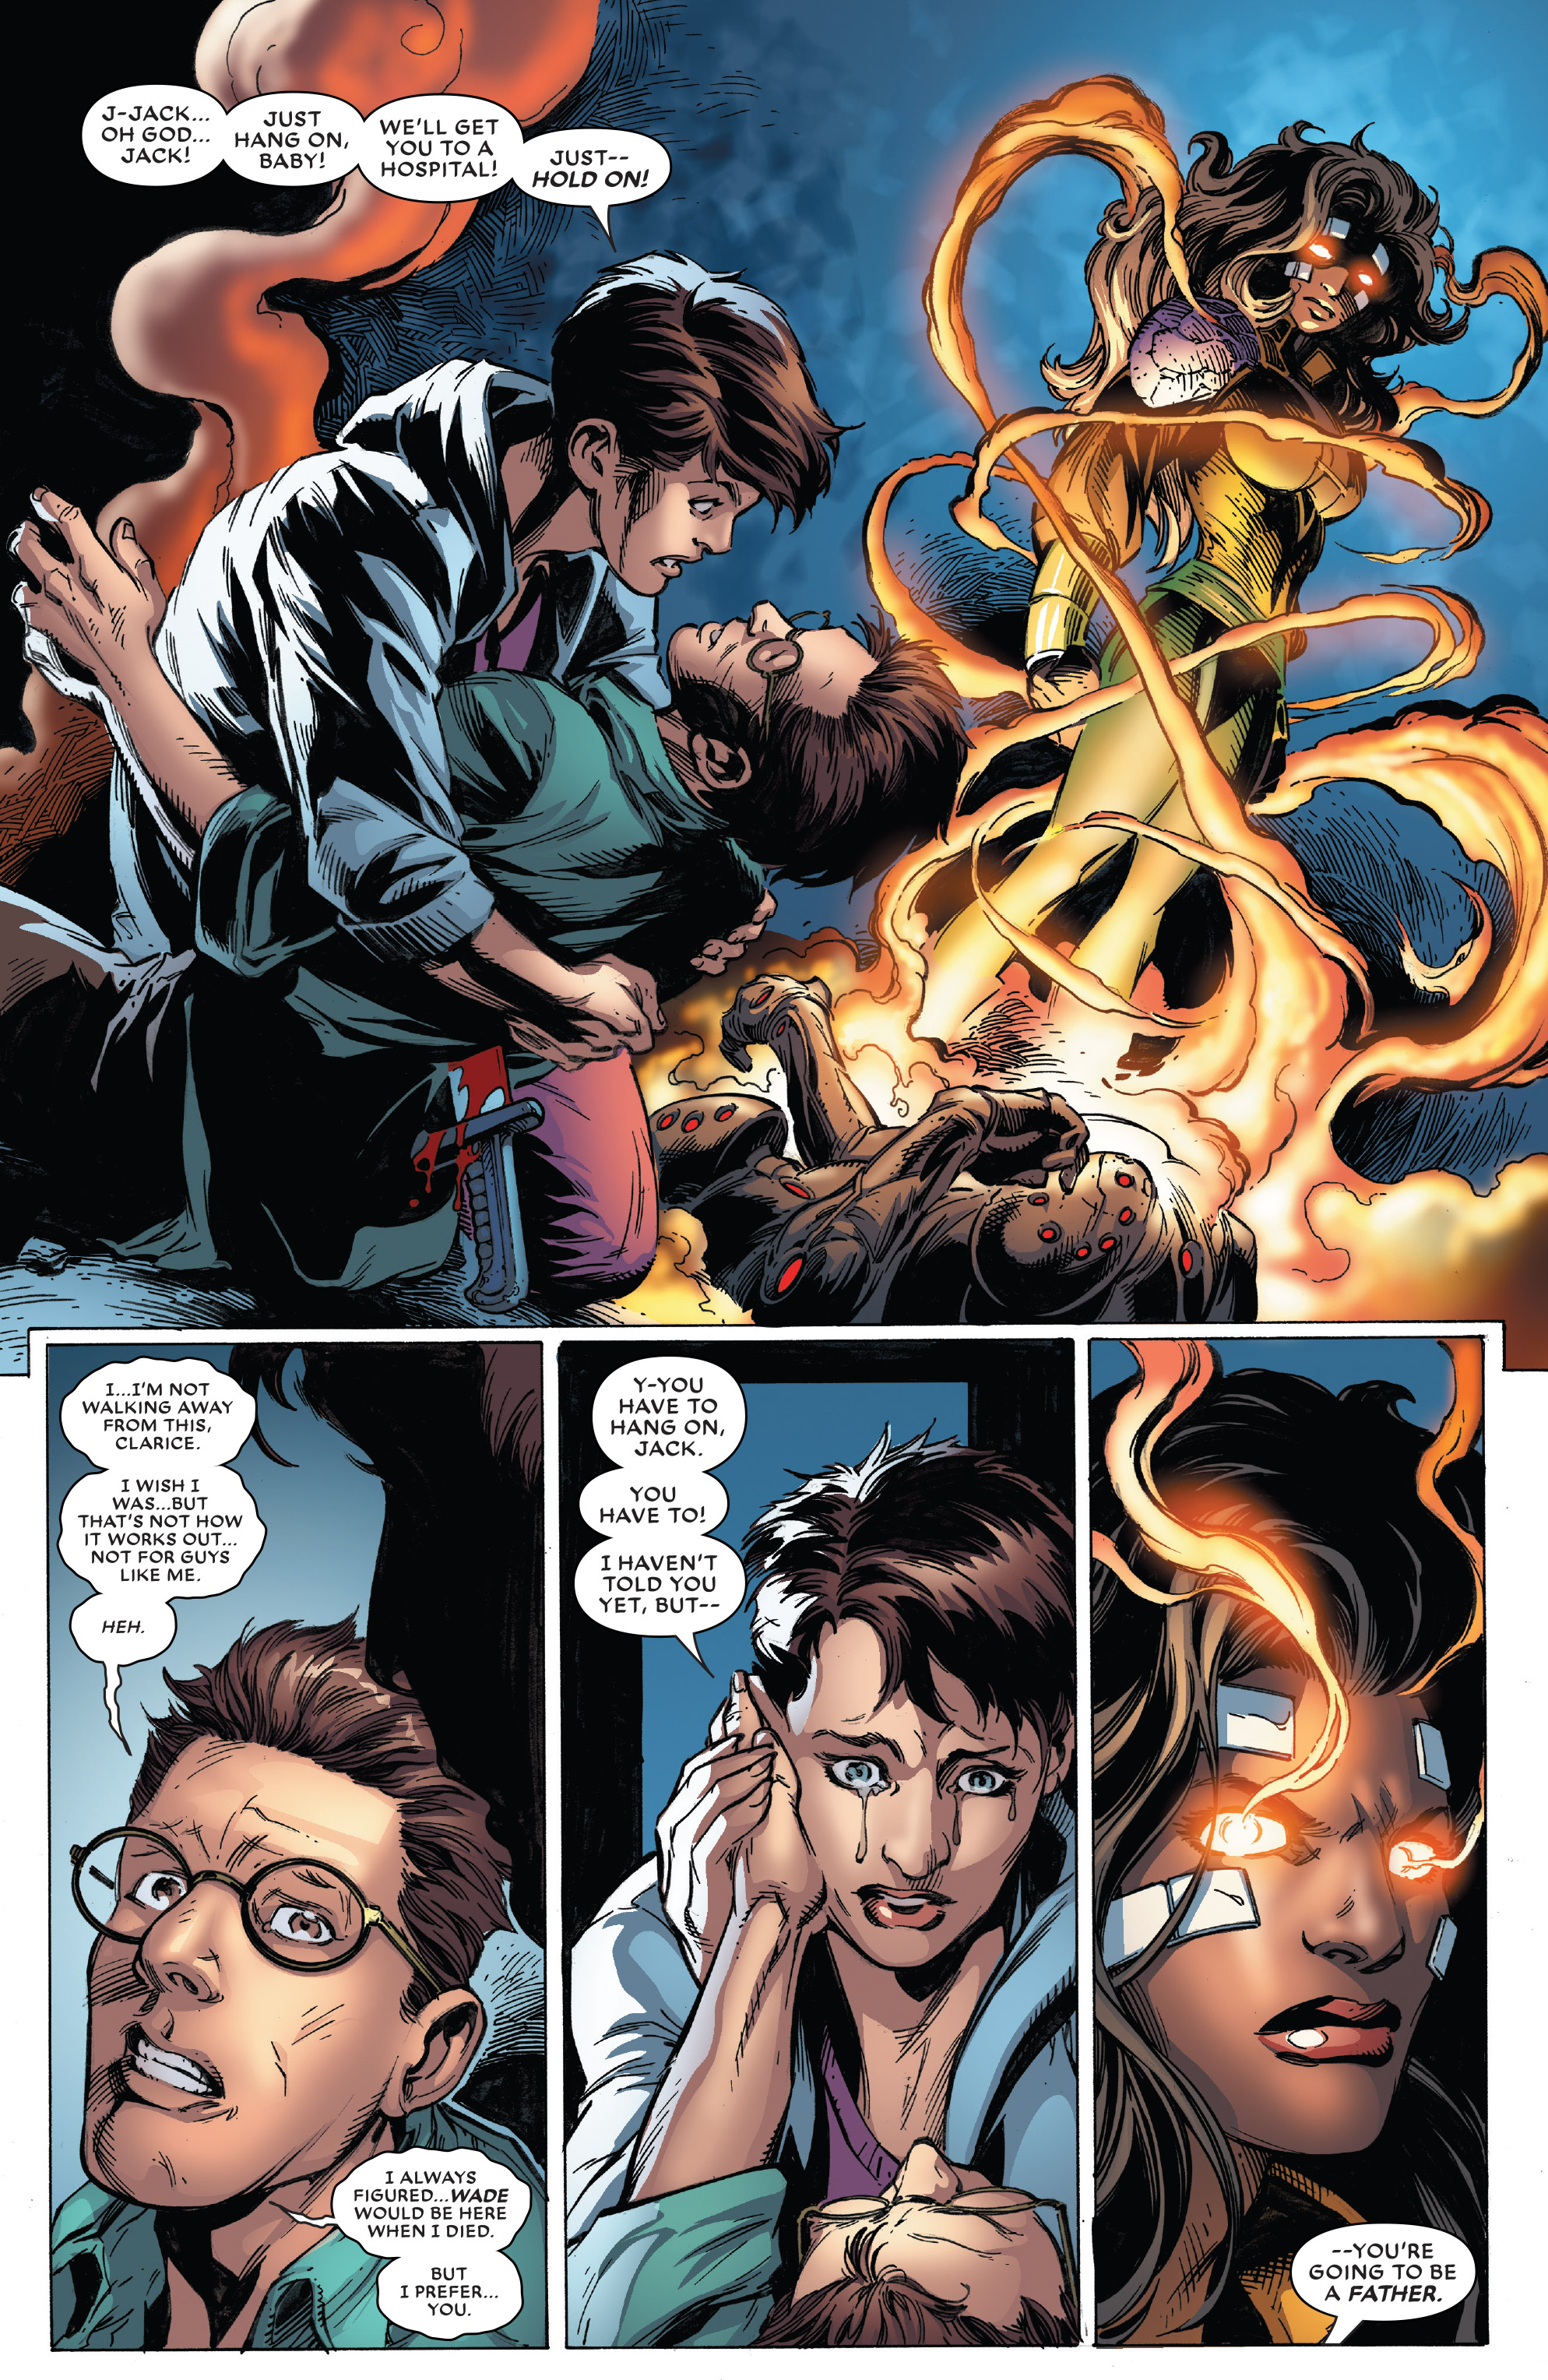 J-JACK...
OH GOD...
JACK!
JUST
HANG ON,
BABY!
WE'LL GET
YOU TO A
HOSPITAL!
JUST--
HOLD ON!
I...I'M NOT
WALKING AWAY
FROM THIS,
CLARICE.
I WISH I
WAS...BUT
THAT'S NOT HOW
IT WORKS OUT...
NOT FOR GUYS
LIKE ME.
HEH.
I ALWAYS
FIGURED...WADE
WOULD BE HERE
WHEN I DIED.
BUT
I PREFER...
YOU.
Y-YOU
HAVE TO
HANG ON,
JACK.
YOU
HAVE TO!
I HAVEN'T
TOLD YOU
YET, BUT--
--YOU'RE
GOING TO BE
A FATHER.